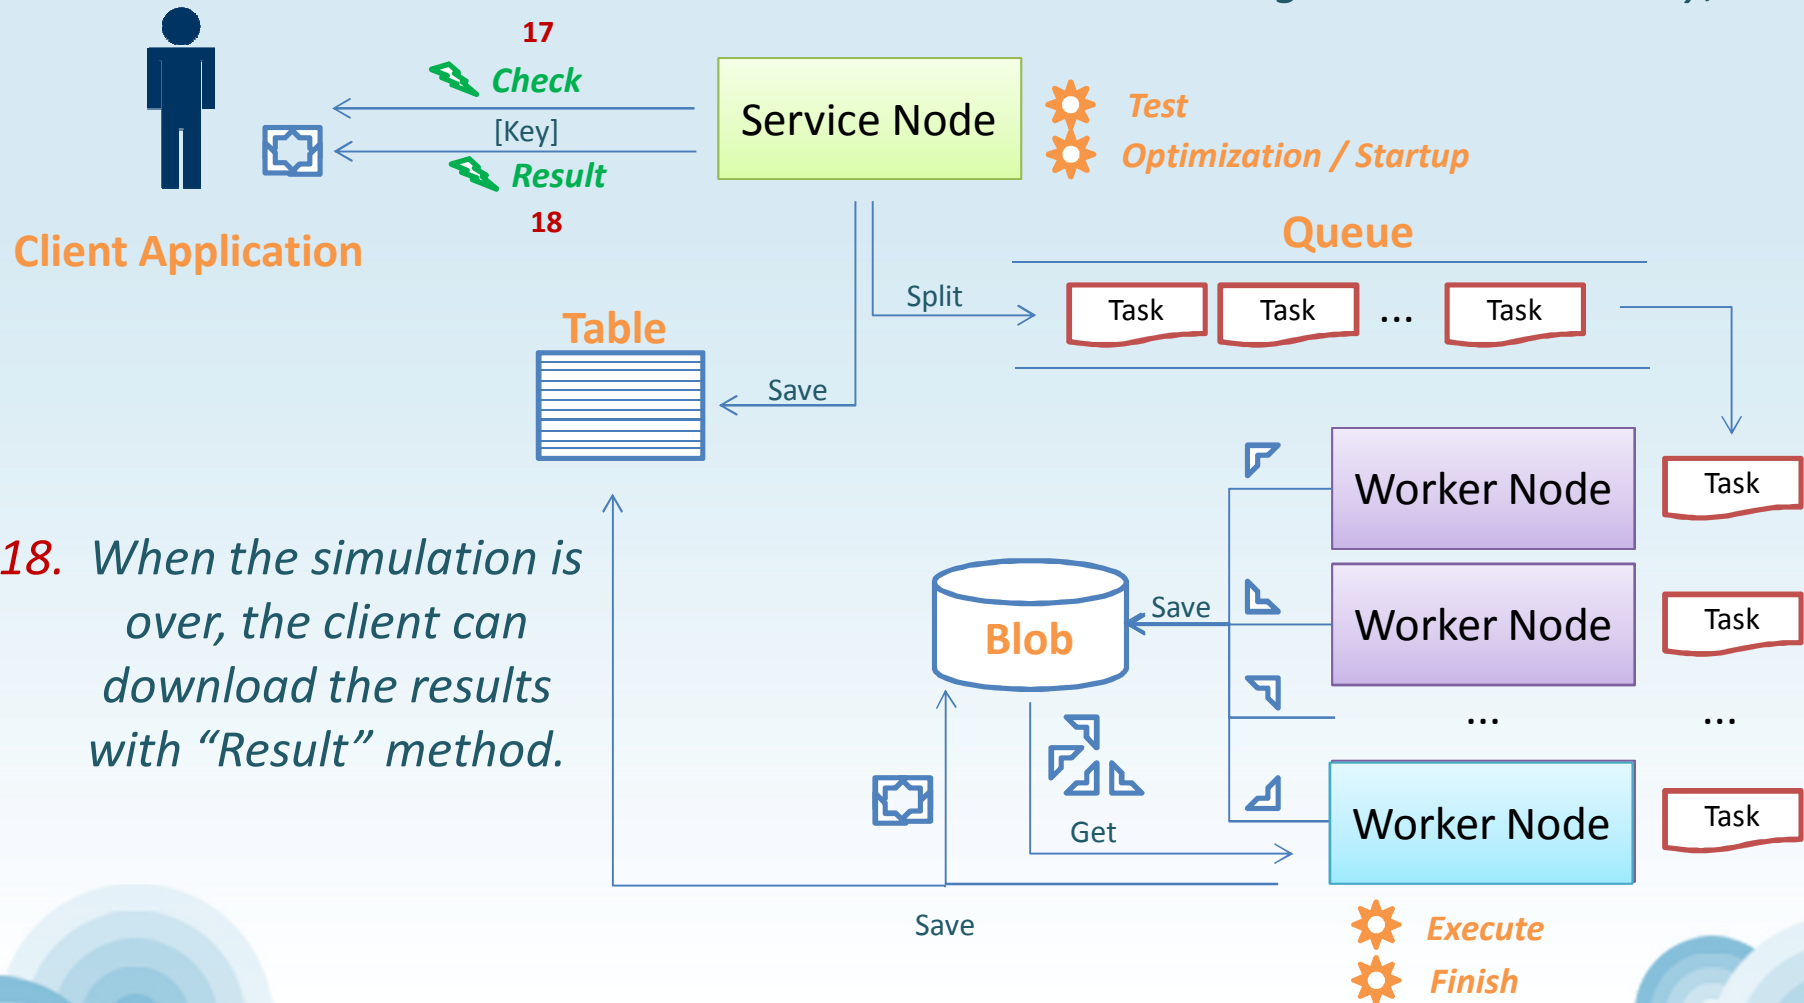 17
Check
[Key]
Result
18
Client Application
Service Node
Test
Optimization / Startup
Queue
Split
Task
Task
...
Task
Table
Save
18. When the simulation is
over, the client can
download the results
with “Result” method.
Blob
Save
Get
Save
Worker Node
Task
Worker Node
Task
...
...
Worker Node
Task
Execute
Finish